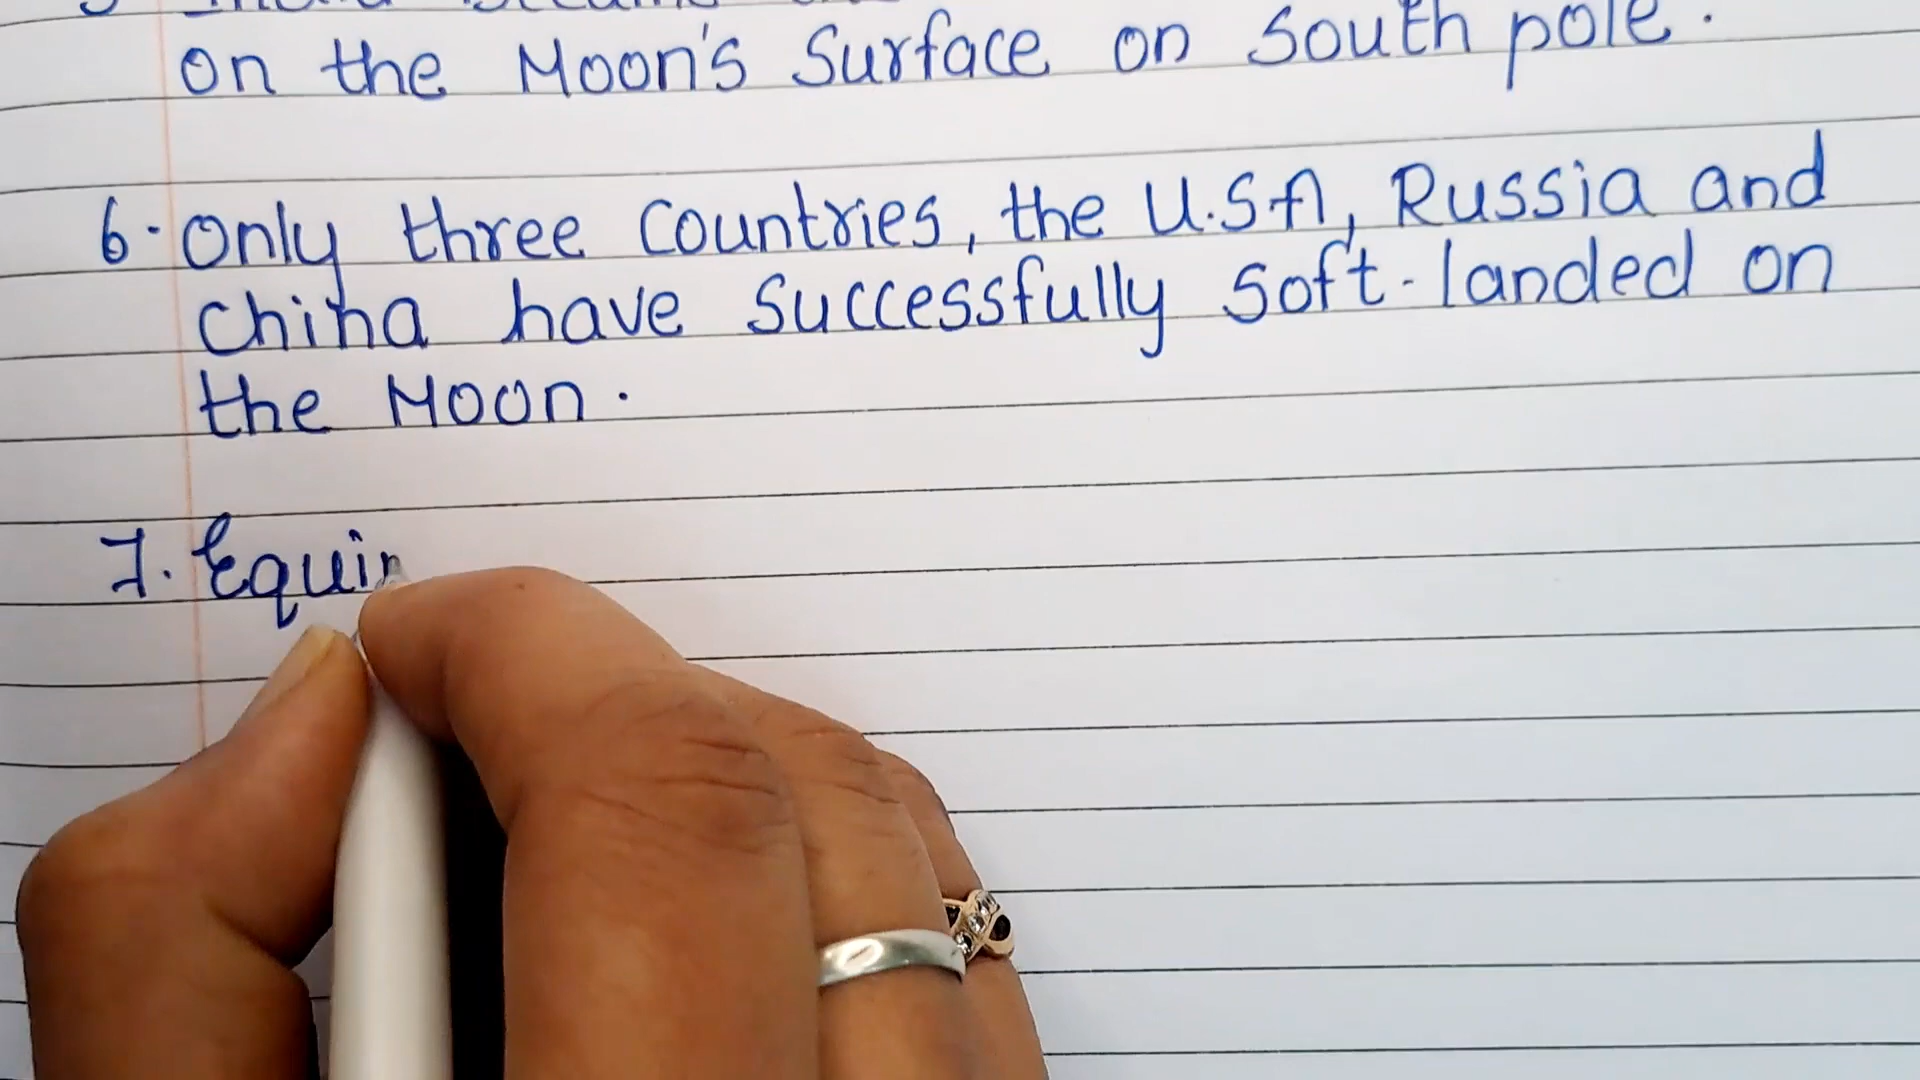 on the Moon's Surface on South pole.
6. Only three countries, the U.S.A, Russia and
China have Successfully Soft-landed on
the Moon.
7. Equip